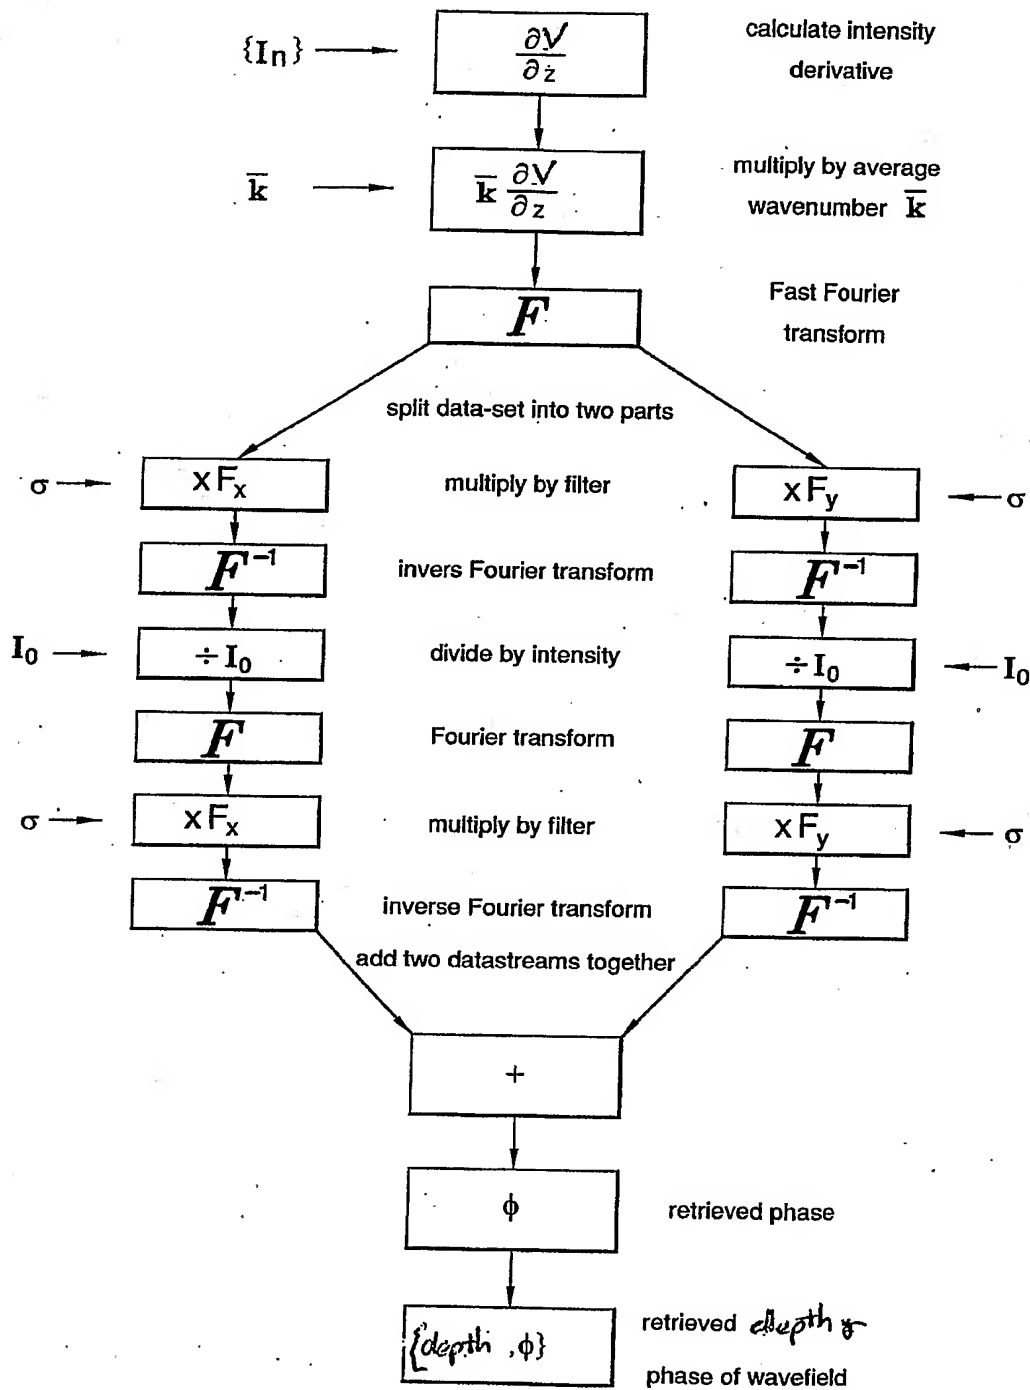 {In}
∂V
∂z
calculate intensity
derivative
k̅
k̅ ∂V
∂z
multiply by average
wavenumber k̅
F
Fast Fourier
transform
split data-set into two parts
σ
x Fx
multiply by filter
x Fy
σ
F⁻¹
invers Fourier transform
F⁻¹
I₀
÷ I₀
divide by intensity
÷ I₀
I₀
F
Fourier transform
F
σ
x Fx
multiply by filter
x Fy
σ
F⁻¹
inverse Fourier transform
F⁻¹
add two datastreams together
+
ϕ
retrieved phase
{depth , ϕ}
retrieved depth
phase of wavefield